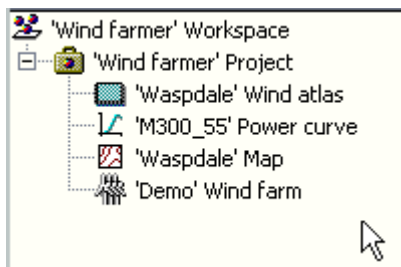 'Wind farmer' Workspace
'Wind farmer' Project
'Waspdale' Wind atlas
'M300_55' Power curve
'Waspdale' Map
'Demo' Wind farm